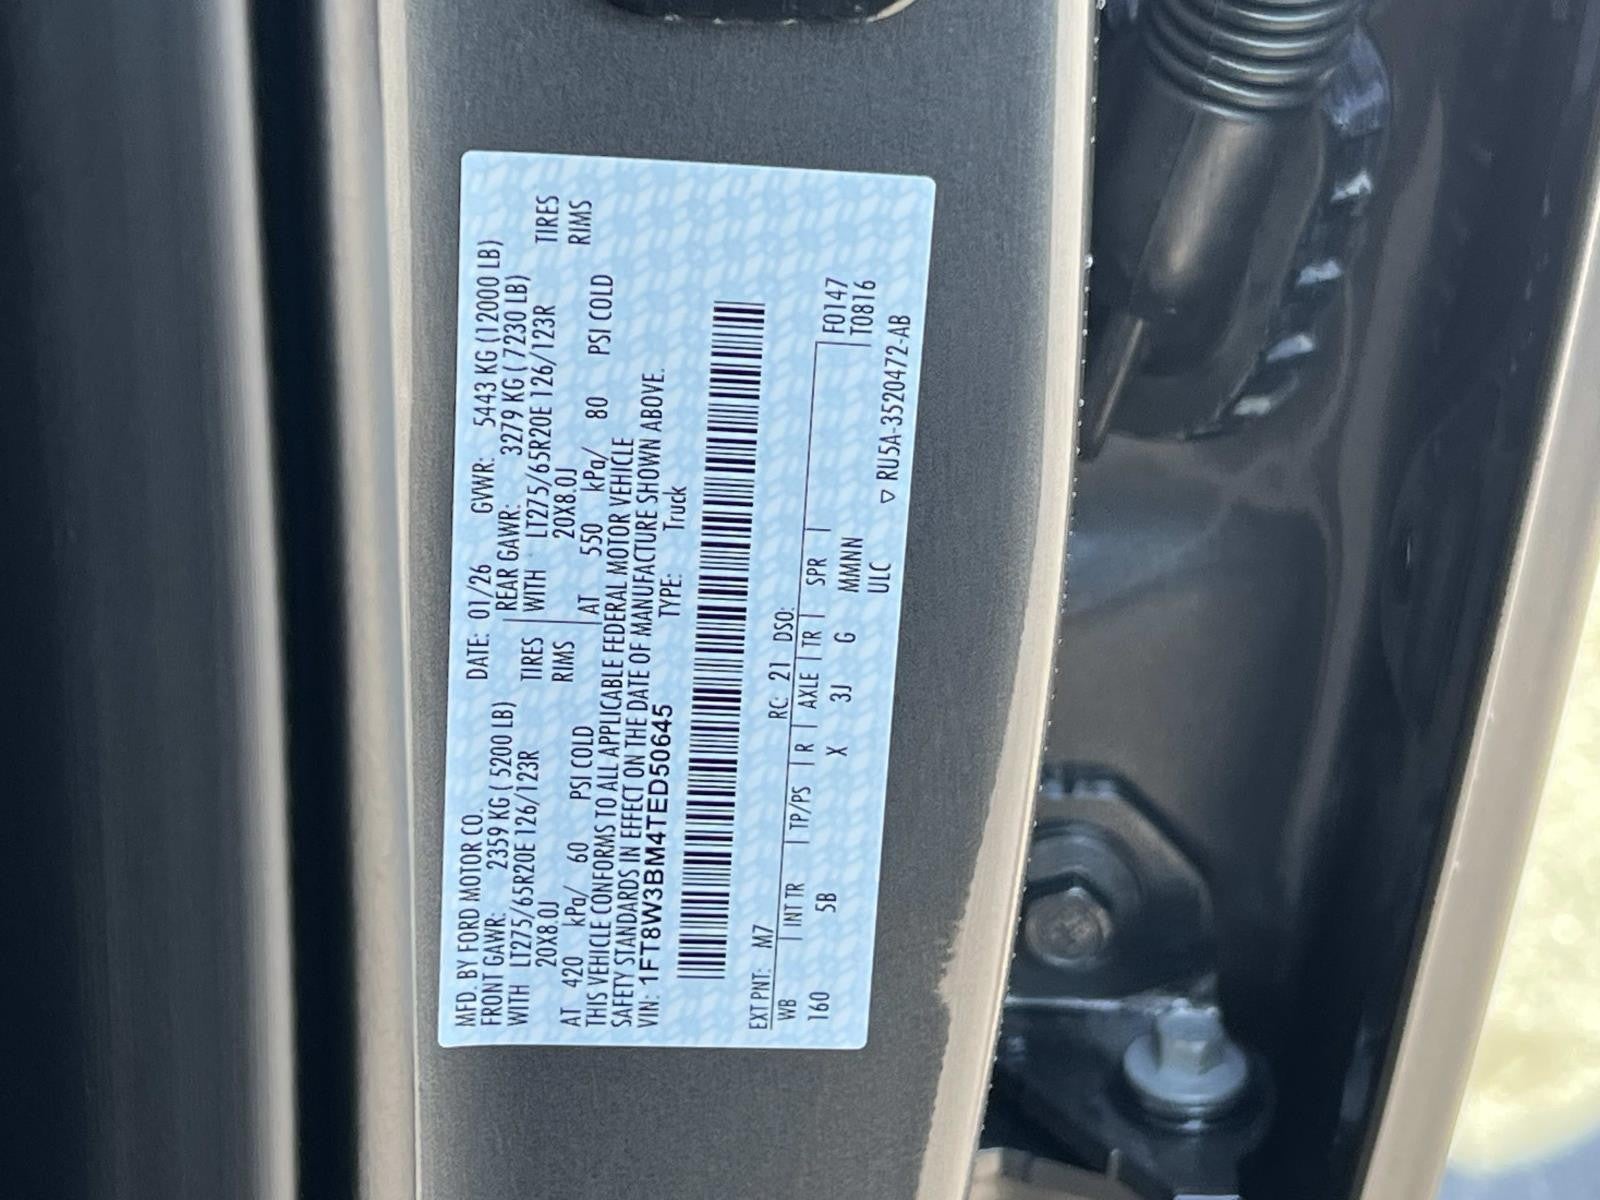 MFD. BY FORD MOTOR CO.
DATE: 01/26 GVWR: 5443 KG (12000 LB)
FRONT GAWR: 2359 KG ( 5200 LB) REAR GAWR: 3279 KG ( 7230 LB)
WITH LT275/65R20E 126/123R TIRES WITH LT275/65R20E 126/123R TIRES
20X8.0J RIMS 20X8.0J RIMS
AT 420 kPa/ 60 PSI COLD AT 550 kPa/ 80 PSI COLD
THIS VEHICLE CONFORMS TO ALL APPLICABLE FEDERAL MOTOR VEHICLE
SAFETY STANDARDS IN EFFECT ON THE DATE OF MANUFACTURE SHOWN ABOVE.
VIN: 1FT8W3BM4TED50645 TYPE: Truck
EXT PNT: M7 RC: 21 DSO:
WB | INT TR | TP/PS | R | AXLE | TR | SPR | F0147
160 5B X 3J G MMNN T0816
ULC ▽ RU5A-3520472-AB